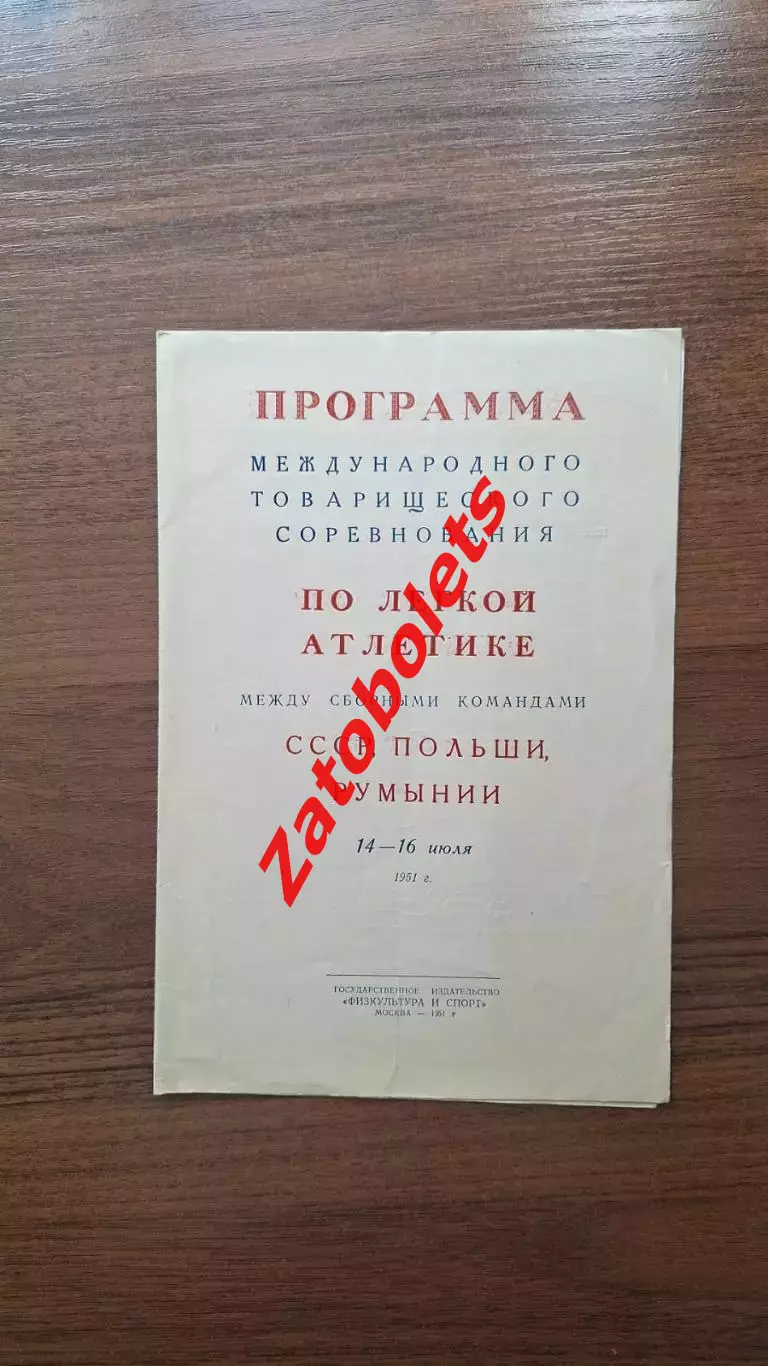 ПРОГРАММА
МЕЖДУНАРОДНОГО
ТОВАРИЩЕСКОГО
СОРЕВНОВАНИЯ
ПО ЛЕГКОЙ
АТЛЕТИКЕ
МЕЖДУ СБОРНЫМИ КОМАНДАМИ
СССР, ПОЛЬШИ,
РУМЫНИИ
14—16 июля
1951 г.
ГОСУДАРСТВЕННОЕ ИЗДАТЕЛЬСТВО
«ФИЗКУЛЬТУРА И СПОРТ»
МОСКВА — 1951 г
Zatobolets